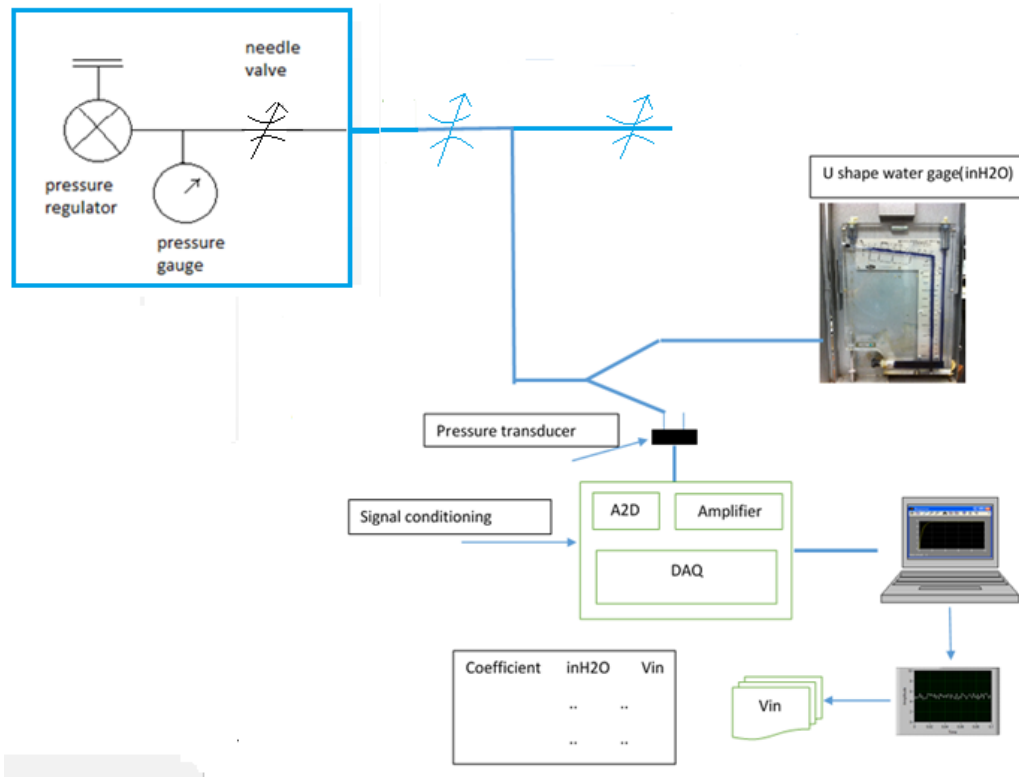 needle
valve
pressure
regulator
pressure
gauge
U shape water gage(inH2O)
Pressure transducer
Signal conditioning
A2D
Amplifier
DAQ
Coefficient inH2O Vin
.. ..
.. ..
Vin